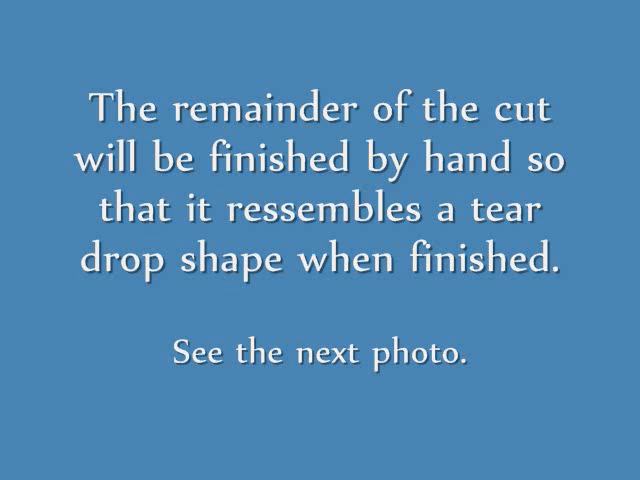 The remainder of the cut
will be finished by hand so
that it ressembles a tear
drop shape when finished.
See the next photo.